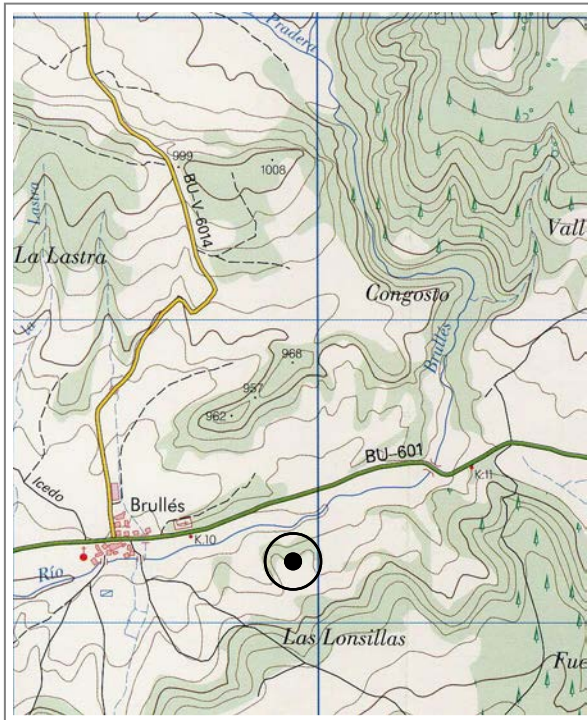 Pradera
999
1008
BU-V-6014
Lastra
La Lastra
Vall
Congosto
Brullés
968
957
962
BU-601
K.11
Icedo
Brullés
K.10
Río
Las Lonsillas
Fue